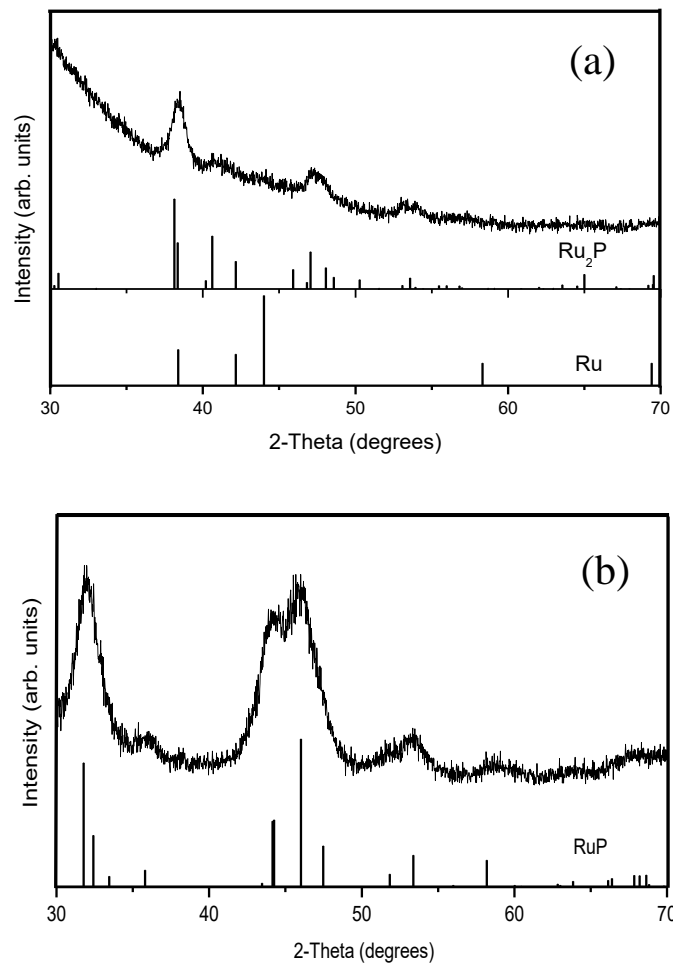 (a)
Intensity (arb. units)
Ru₂P
Ru
30 40 50 60 70
2-Theta (degrees)
(b)
Intensity (arb. units)
RuP
30 40 50 60 70
2-Theta (degrees)